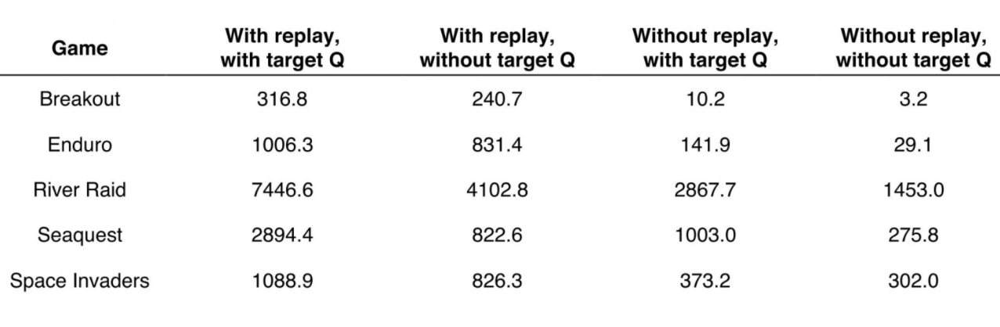 Game With replay, with target Q With replay, without target Q Without replay, with target Q Without replay, without target Q
Breakout 316.8 240.7 10.2 3.2
Enduro 1006.3 831.4 141.9 29.1
River Raid 7446.6 4102.8 2867.7 1453.0
Seaquest 2894.4 822.6 1003.0 275.8
Space Invaders 1088.9 826.3 373.2 302.0